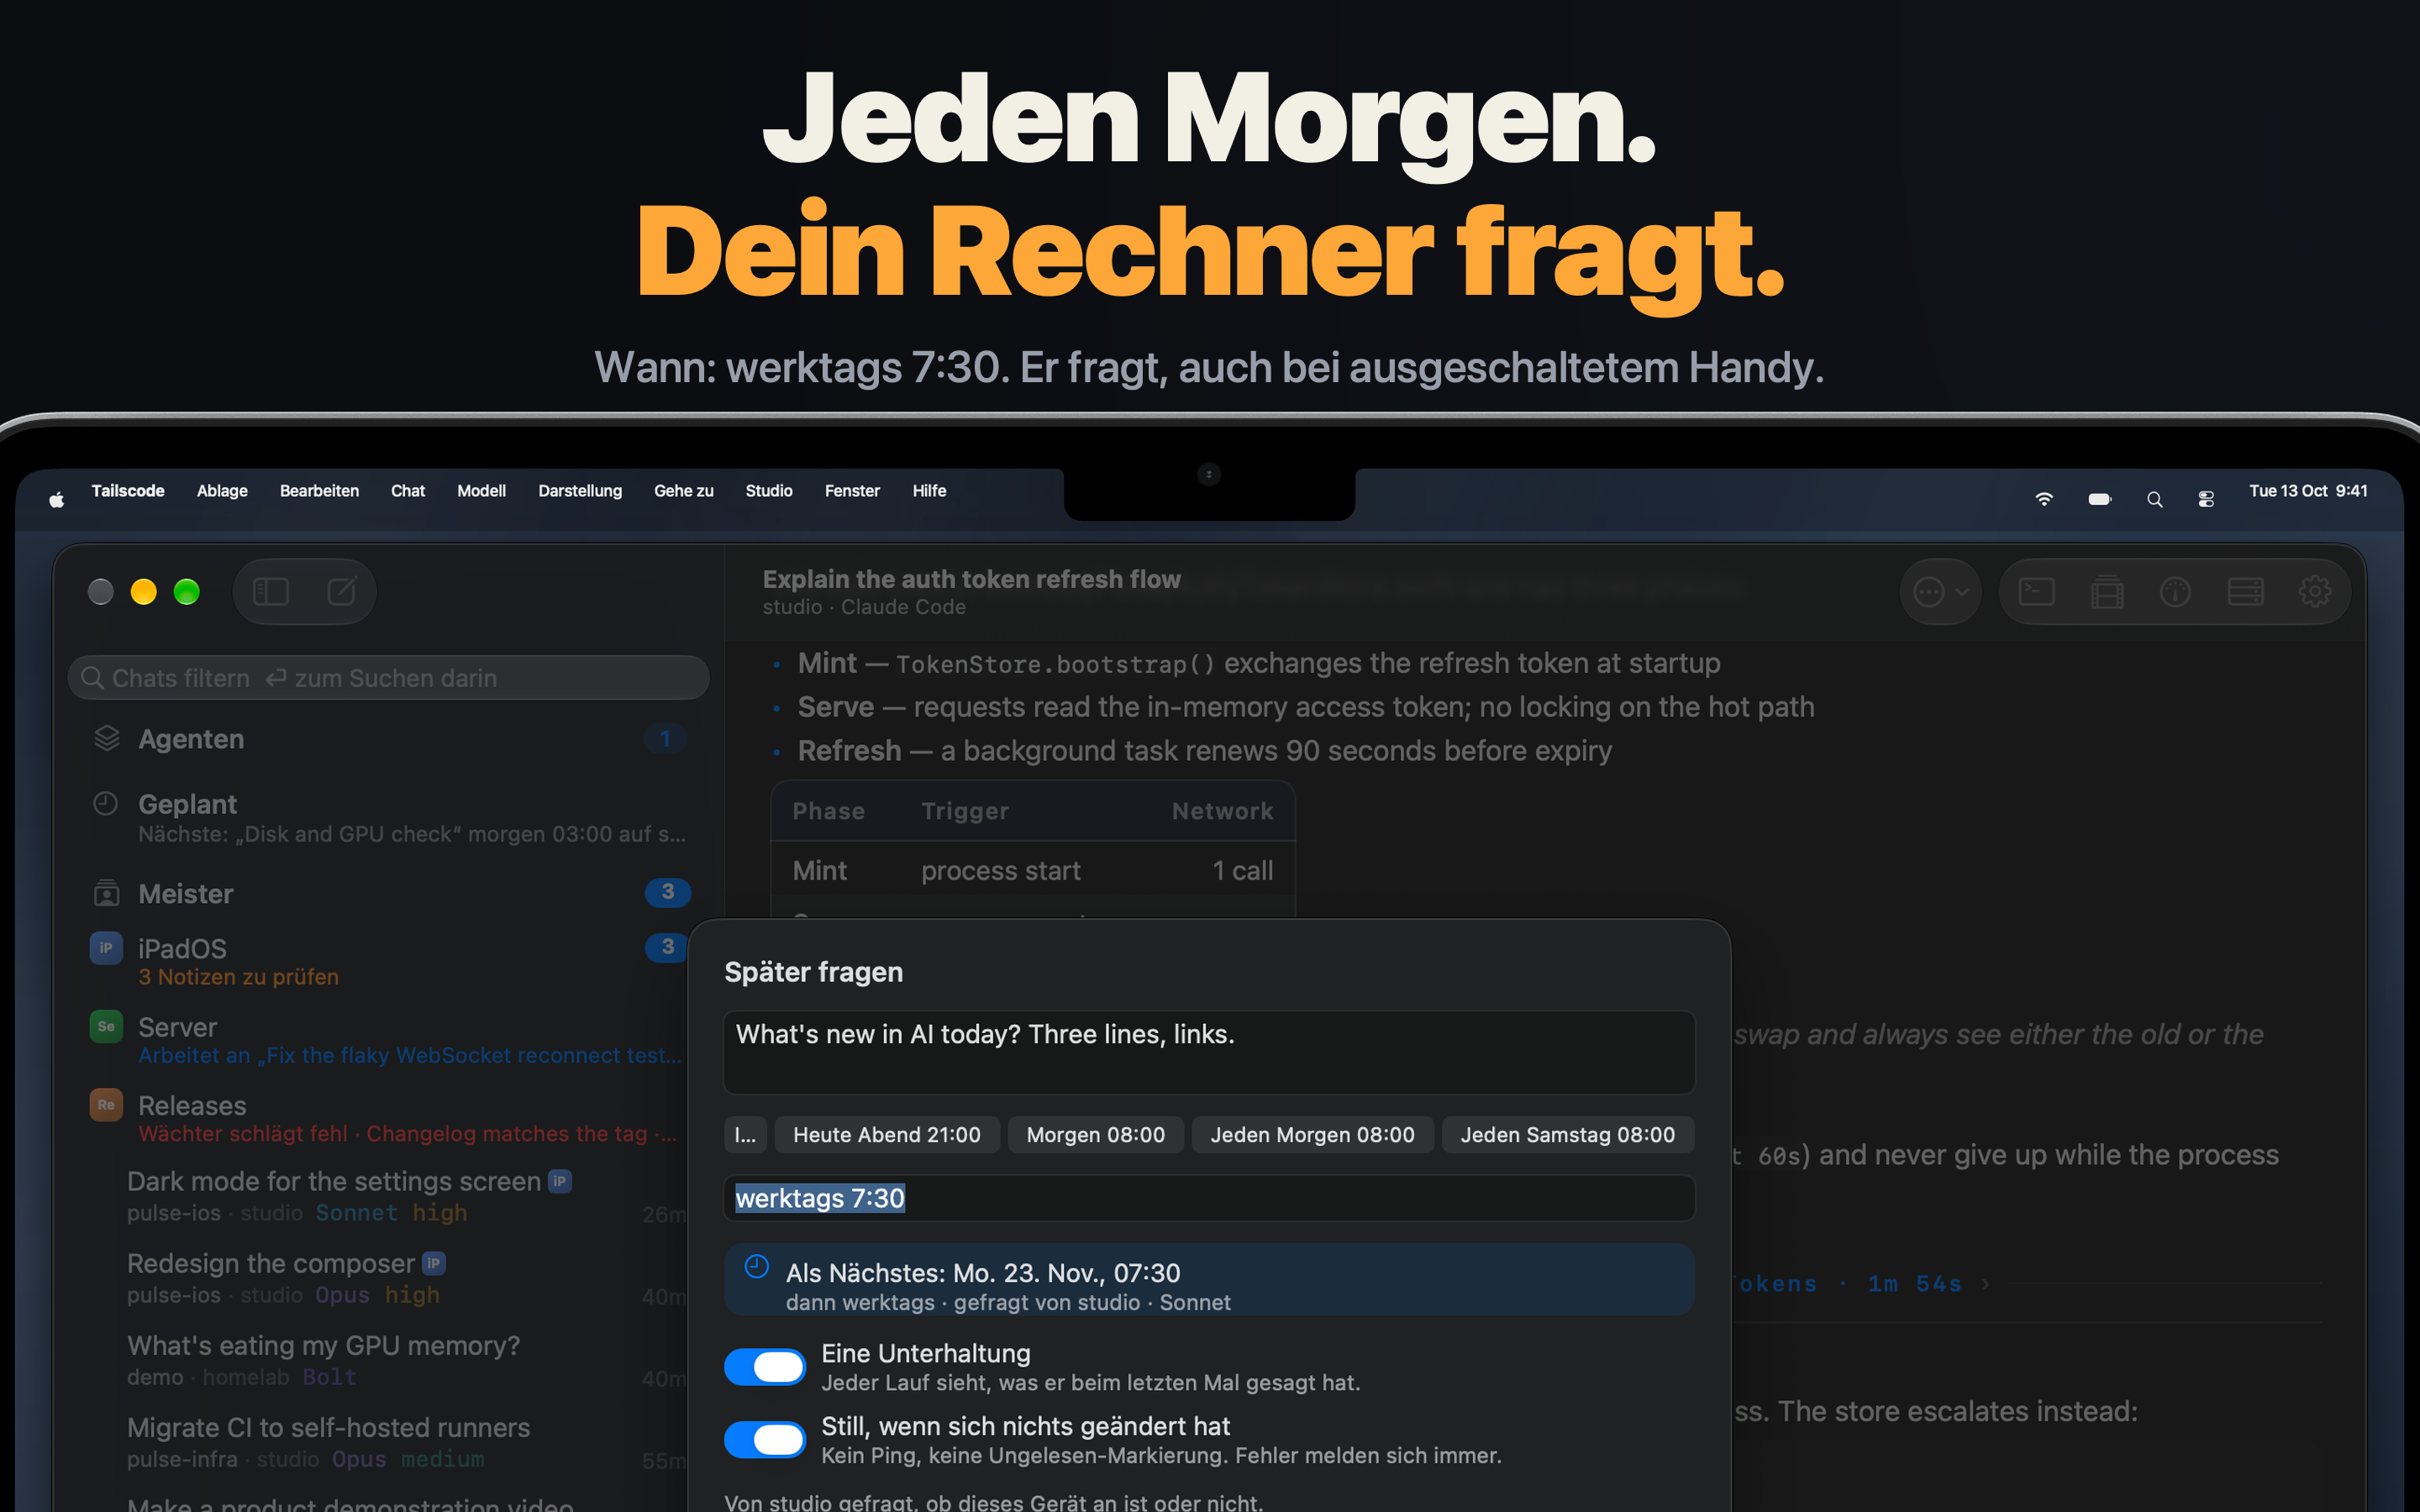 Jeden Morgen.
Dein Rechner fragt.
Wann: werktags 7:30. Er fragt, auch bei ausgeschaltetem Handy.
Tailscode Ablage Bearbeiten Chat Modell Darstellung Gehe zu Studio Fenster Hilfe
Tue 13 Oct 9:41
Explain the auth token refresh flow
studio · Claude Code
Chats filtern ⏎ zum Suchen darin
Agenten 1
Geplant
Nächste: „Disk and GPU check“ morgen 03:00 auf s…
Meister 3
iP iPadOS 3
3 Notizen zu prüfen
Se Server
Arbeitet an „Fix the flaky WebSocket reconnect test…
Re Releases
Wächter schlägt fehl · Changelog matches the tag ·…
Dark mode for the settings screen iP
pulse-ios · studio Sonnet high 26m
Redesign the composer iP
pulse-ios · studio Opus high 40m
What's eating my GPU memory?
demo · homelab Bolt 40m
Migrate CI to self-hosted runners
pulse-infra · studio Opus medium 55m
Make a product demonstration video
• Mint — TokenStore.bootstrap() exchanges the refresh token at startup
• Serve — requests read the in-memory access token; no locking on the hot path
• Refresh — a background task renews 90 seconds before expiry
Phase Trigger Network
Mint process start 1 call
swap and always see either the old or the
60s) and never give up while the process
okens · 1m 54s ›
ss. The store escalates instead:
Später fragen
What's new in AI today? Three lines, links.
I… Heute Abend 21:00 Morgen 08:00 Jeden Morgen 08:00 Jeden Samstag 08:00
werktags 7:30
Als Nächstes: Mo. 23. Nov., 07:30
dann werktags · gefragt von studio · Sonnet
Eine Unterhaltung
Jeder Lauf sieht, was er beim letzten Mal gesagt hat.
Still, wenn sich nichts geändert hat
Kein Ping, keine Ungelesen-Markierung. Fehler melden sich immer.
Von studio gefragt, ob dieses Gerät an ist oder nicht.